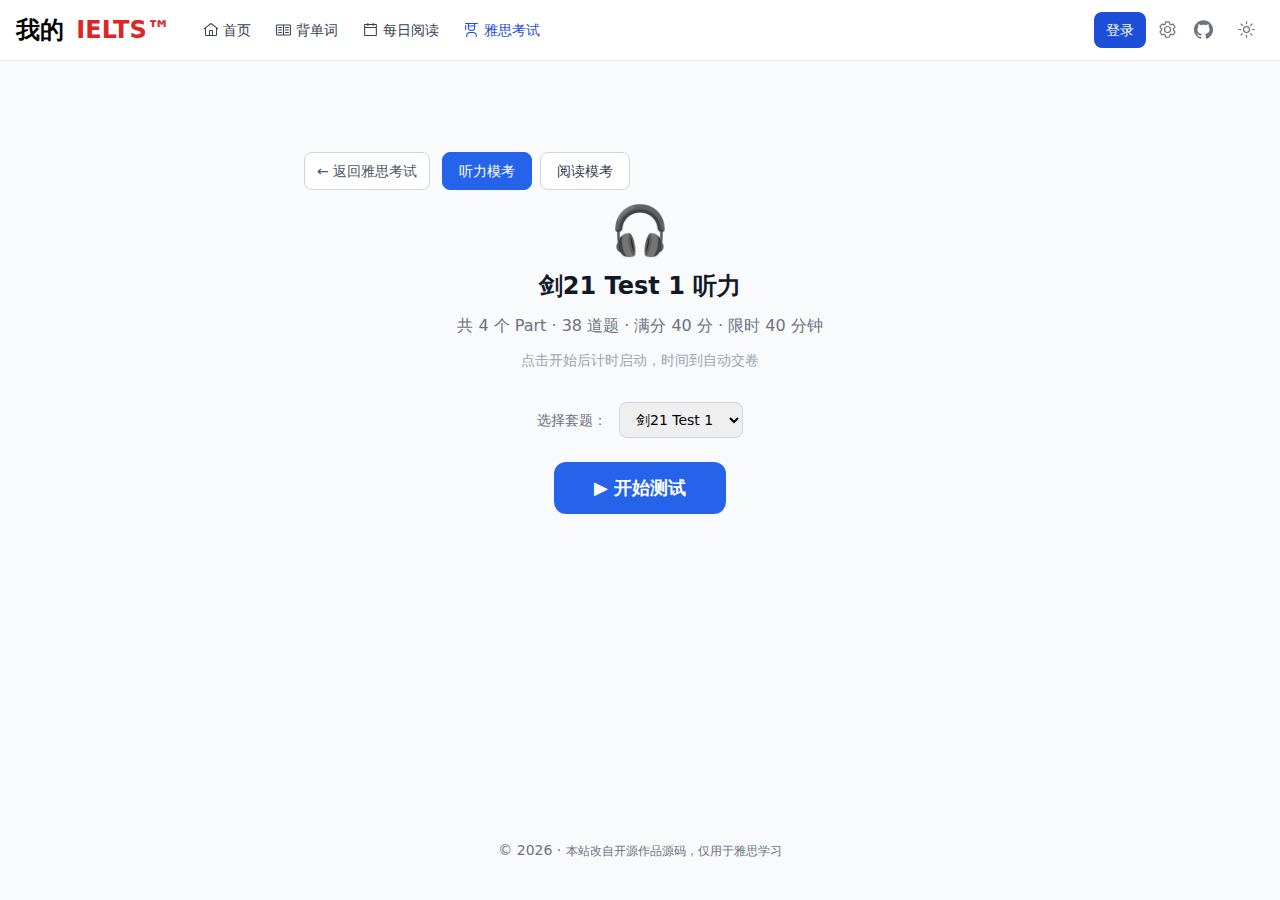 我的 IELTS™ 首页 背单词 每日阅读 雅思考试 登录
← 返回雅思考试 听力模考 阅读模考
剑21 Test 1 听力
共 4 个 Part · 38 道题 · 满分 40 分 · 限时 40 分钟
点击开始后计时启动，时间到自动交卷
选择套题： 剑21 Test 1
▶ 开始测试
© 2026 · 本站改自开源作品源码，仅用于雅思学习